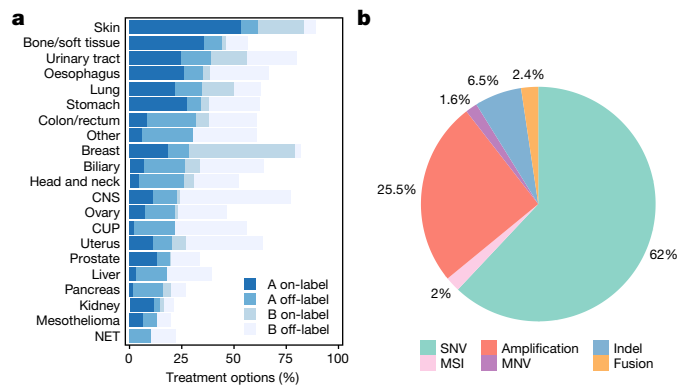 a
Skin
Bone/soft tissue
Urinary tract
Oesophagus
Lung
Stomach
Colon/rectum
Other
Breast
Biliary
Head and neck
CNS
Ovary
CUP
Uterus
Prostate
Liver
Pancreas
Kidney
Mesothelioma
NET
A on-label
A off-label
B on-label
B off-label
0 25 50 75 100
Treatment options (%)
b
2.4%
6.5%
1.6%
25.5%
2%
62%
SNV Amplification Indel
MSI MNV Fusion